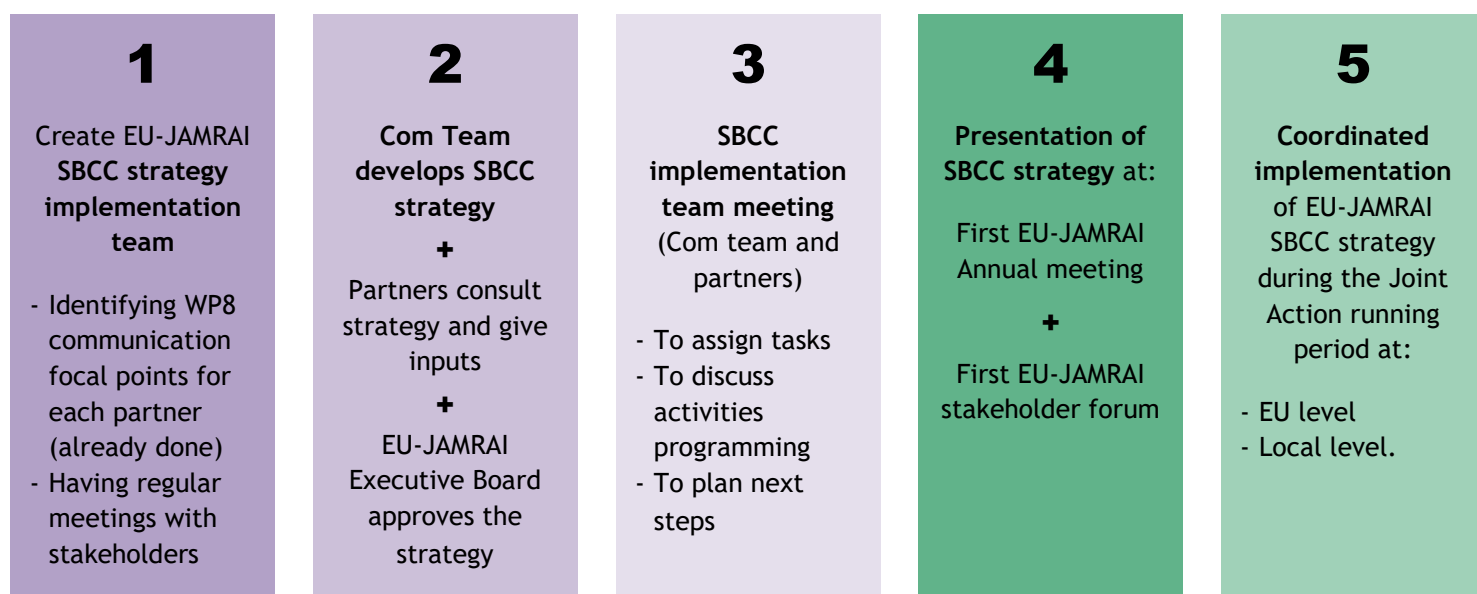 1
Create EU-JAMRAI
SBCC strategy
implementation
team
- Identifying WP8
communication
focal points for
each partner
(already done)
- Having regular
meetings with
stakeholders
2
Com Team
develops SBCC
strategy
+
Partners consult
strategy and give
inputs
+
EU-JAMRAI
Executive Board
approves the
strategy
3
SBCC
implementation
team meeting
(Com team and
partners)
- To assign tasks
- To discuss
activities
programming
- To plan next
steps
4
Presentation of
SBCC strategy at:
First EU-JAMRAI
Annual meeting
+
First EU-JAMRAI
stakeholder forum
5
Coordinated
implementation
of EU-JAMRAI
SBCC strategy
during the Joint
Action running
period at:
- EU level
- Local level.